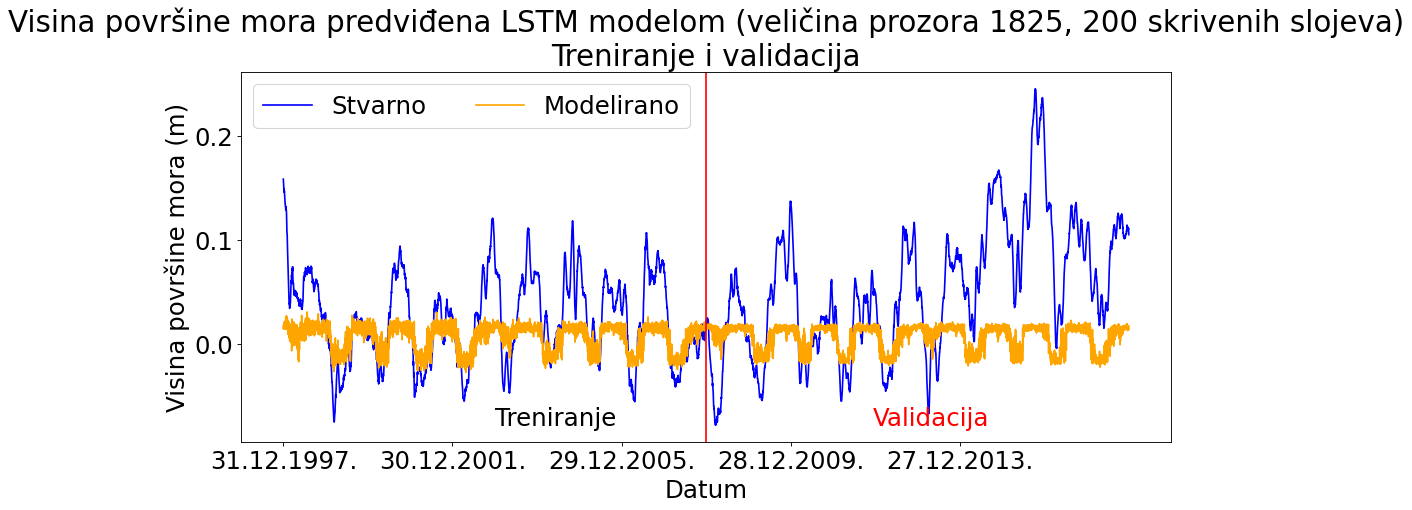 Visina površine mora predviđena LSTM modelom (veličina prozora 1825, 200 skrivenih slojeva)
Treniranje i validacija
Stvarno
Modelirano
Visina površine mora (m)
0.2
0.1
0.0
Treniranje
Validacija
31.12.1997.
30.12.2001.
29.12.2005.
28.12.2009.
27.12.2013.
Datum